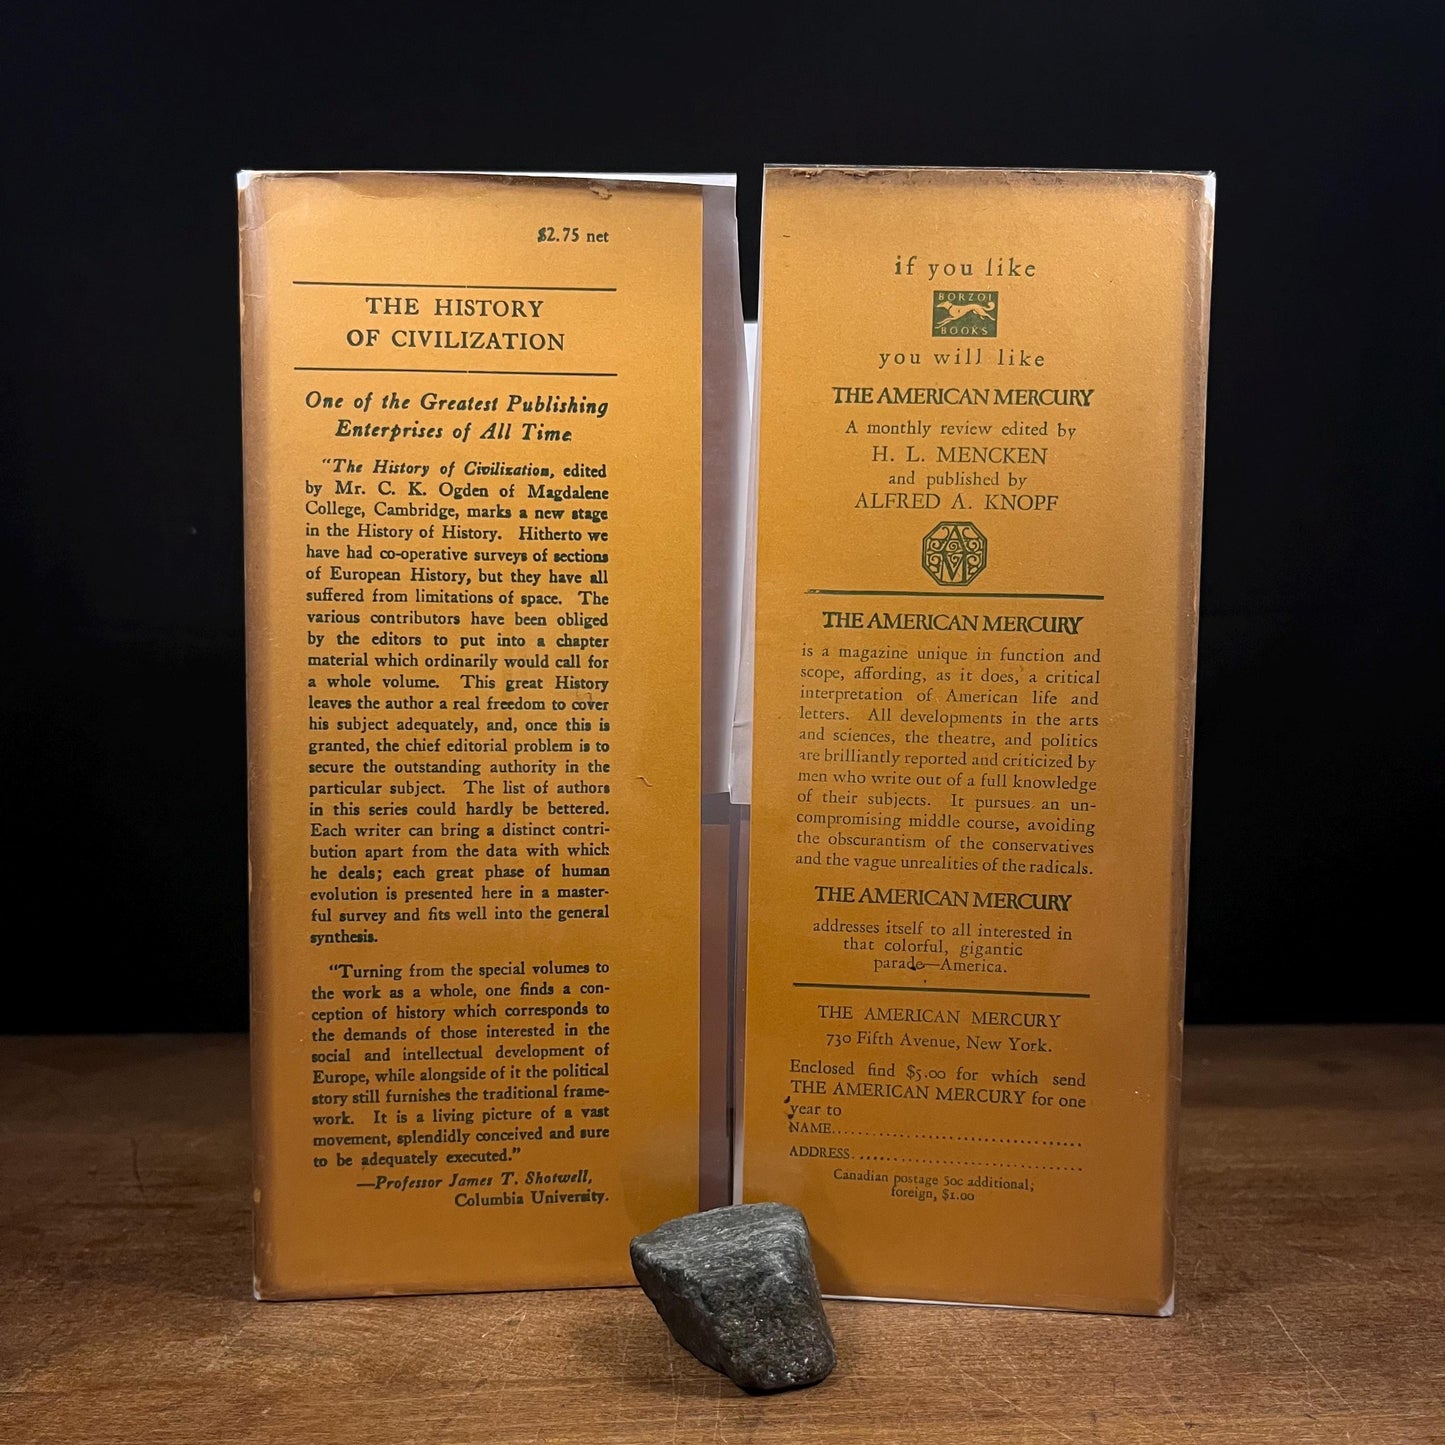 $2.75 net
THE HISTORY
OF CIVILIZATION
One of the Greatest Publishing
Enterprises of All Time
"The History of Civilization, edited
by Mr. C. K. Ogden of Magdalene
College, Cambridge, marks a new stage
in the History of History. Hitherto we
have had co-operative surveys of sections
of European History, but they have all
suffered from limitations of space. The
various contributors have been obliged
by the editors to put into a chapter
material which ordinarily would call for
a whole volume. This great History
leaves the author a real freedom to cover
his subject adequately, and, once this is
granted, the chief editorial problem is to
secure the outstanding authority in the
particular subject. The list of authors
in this series could hardly be bettered.
Each writer can bring a distinct contri-
bution apart from the data with which
he deals; each great phase of human
evolution is presented here in a master-
ful survey and fits well into the general
synthesis.
"Turning from the special volumes to
the work as a whole, one finds a con-
ception of history which corresponds to
the demands of those interested in the
social and intellectual development of
Europe, while alongside of it the political
story still furnishes the traditional frame-
work. It is a living picture of a vast
movement, splendidly conceived and sure
to be adequately executed."
—Professor James T. Shotwell,
Columbia University.
if you like
BORZOI
BOOKS
you will like
THE AMERICAN MERCURY
A monthly review edited by
H. L. MENCKEN
and published by
ALFRED A. KNOPF
AM
THE AMERICAN MERCURY
is a magazine unique in function and
scope, affording, as it does, a critical
interpretation of American life and
letters. All developments in the arts
and sciences, the theatre, and politics
are brilliantly reported and criticized by
men who write out of a full knowledge
of their subjects. It pursues an un-
compromising middle course, avoiding
the obscurantism of the conservatives
and the vague unrealities of the radicals.
THE AMERICAN MERCURY
addresses itself to all interested in
that colorful, gigantic
parade—America.
THE AMERICAN MERCURY
730 Fifth Avenue, New York.
Enclosed find $5.00 for which send
THE AMERICAN MERCURY for one
year to
NAME........................................
ADDRESS....................................
Canadian postage 50c additional;
foreign, $1.00